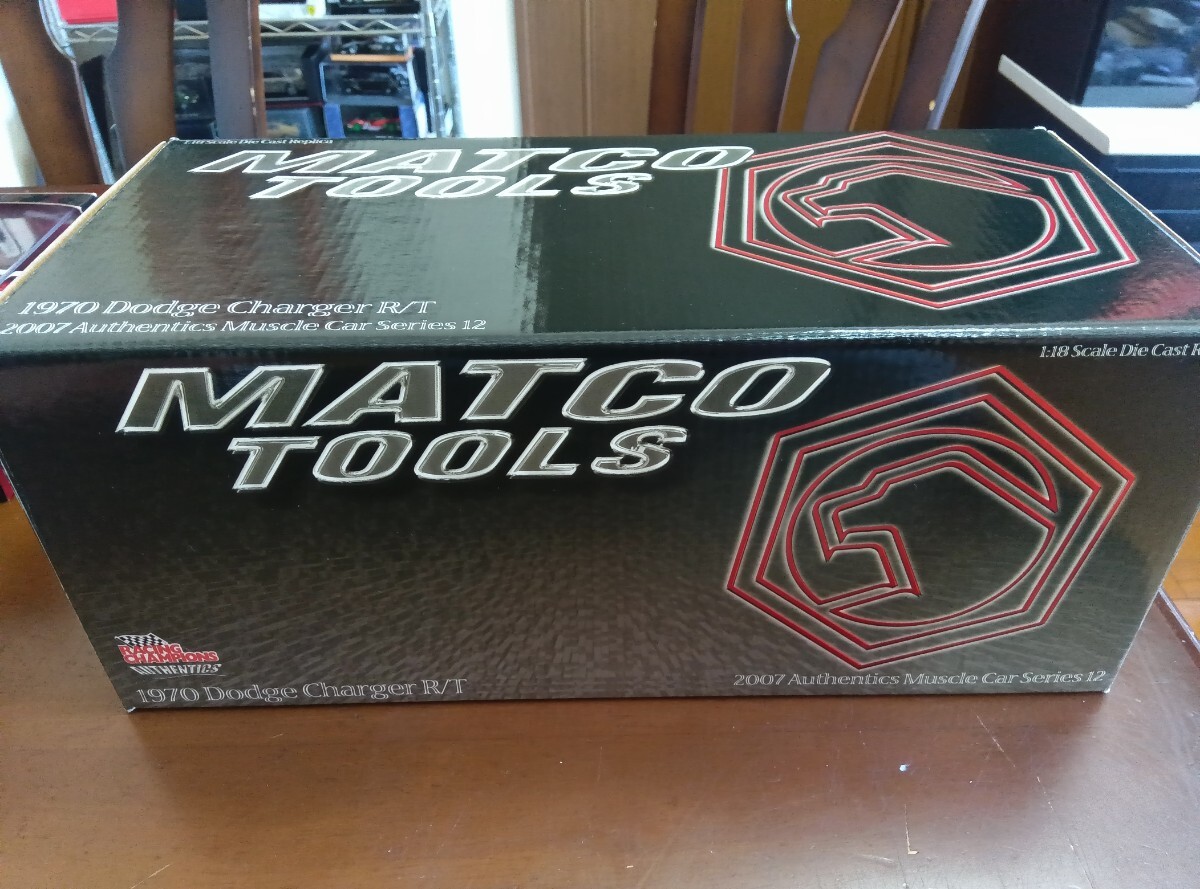 1:18 Scale Die Cast Replica
MATCO
TOOLS
1970 Dodge Charger R/T
2007 Authentics Muscle Car Series 12
1:18 Scale Die Cast
MATCO
TOOLS
RACING
CHAMPIONS
AUTHENTICS
1970 Dodge Charger R/T
2007 Authentics Muscle Car Series 12